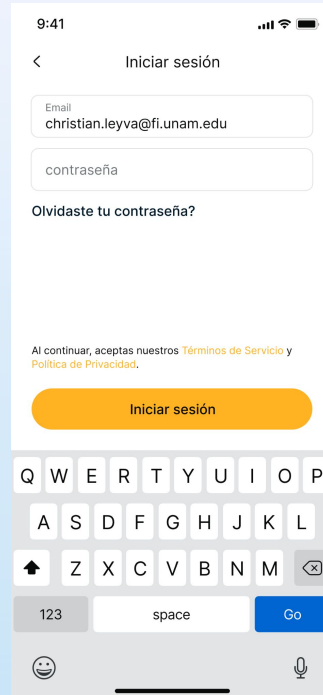 9:41
Iniciar sesión
Email
christian.leyva@fi.unam.edu
contraseña
Olvidaste tu contraseña?
Al continuar, aceptas nuestros Términos de Servicio y
Política de Privacidad.
Iniciar sesión
Q W E R T Y U I O P
A S D F G H J K L
Z X C V B N M
123 space Go